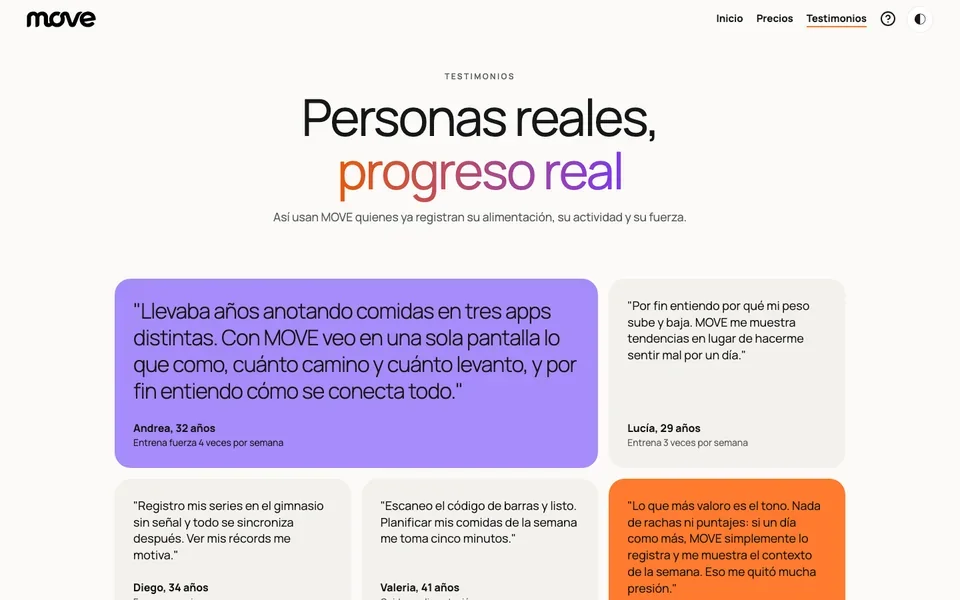 move
Inicio Precios Testimonios ?
TESTIMONIOS
Personas reales,
progreso real
Así usan MOVE quienes ya registran su alimentación, su actividad y su fuerza.
"Llevaba años anotando comidas en tres apps
distintas. Con MOVE veo en una sola pantalla lo
que como, cuánto camino y cuánto levanto, y por
fin entiendo cómo se conecta todo."
Andrea, 32 años
Entrena fuerza 4 veces por semana
"Por fin entiendo por qué mi peso
sube y baja. MOVE me muestra
tendencias en lugar de hacerme
sentir mal por un día."
Lucía, 29 años
Entrena 3 veces por semana
"Registro mis series en el gimnasio
sin señal y todo se sincroniza
después. Ver mis récords me
motiva."
Diego, 34 años
"Escaneo el código de barras y listo.
Planificar mis comidas de la semana
me toma cinco minutos."
Valeria, 41 años
"Lo que más valoro es el tono. Nada
de rachas ni puntajes: si un día
como más, MOVE simplemente lo
registra y me muestra el contexto
de la semana. Eso me quitó mucha
presión."